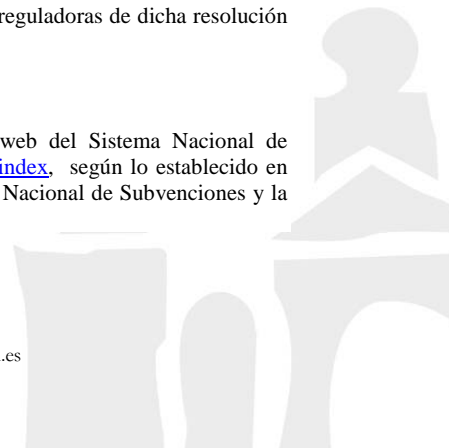 reguladoras de dicha resolución
web del Sistema Nacional de
index, según lo establecido en
Nacional de Subvenciones y la
.es